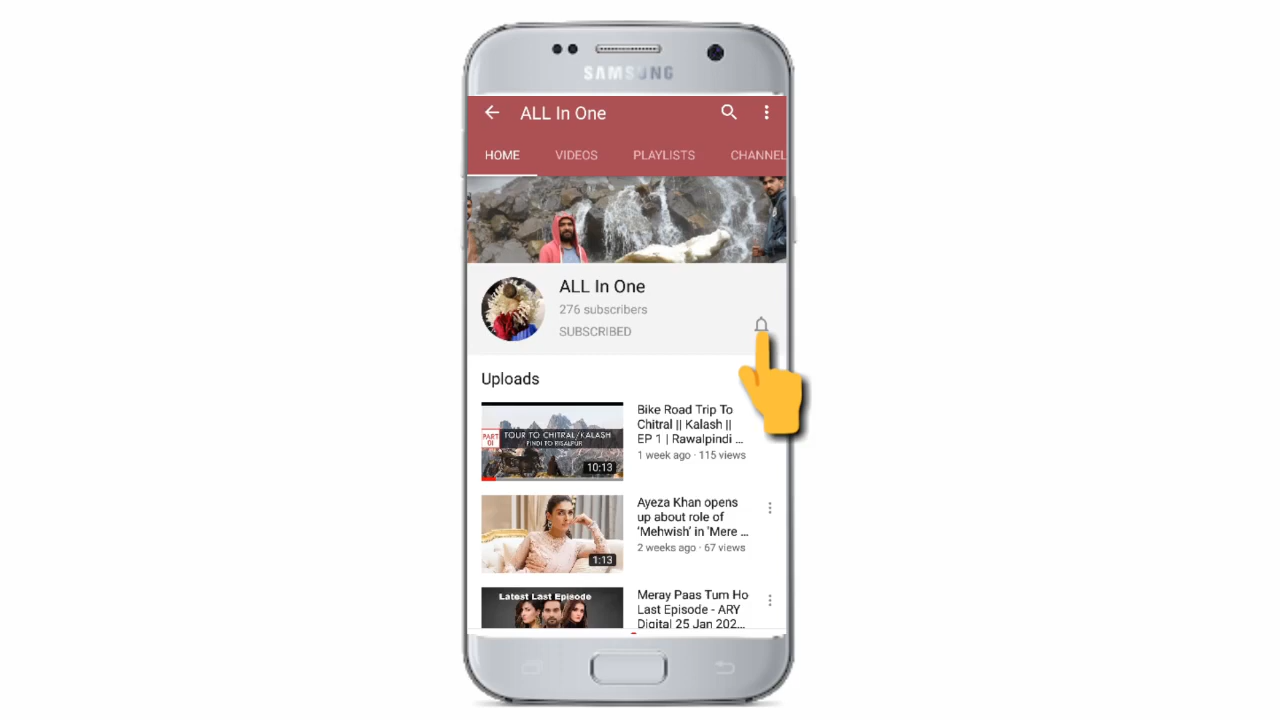 SAMSUNG
ALL In One
HOME VIDEOS PLAYLISTS CHANNEL
ALL In One
276 subscribers
SUBSCRIBED
Uploads
PART
01
TOUR TO CHITRAL/KALASH
PINDI TO RISALPUR
10:13
Bike Road Trip To
Chitral || Kalash ||
EP 1 | Rawalpindi ...
1 week ago · 115 views
1:13
Ayeza Khan opens
up about role of
‘Mehwish’ in 'Mere ...
2 weeks ago · 67 views
Latest Last Episode
Meray Paas Tum Ho
Last Episode - ARY
Digital 25 Jan 202...